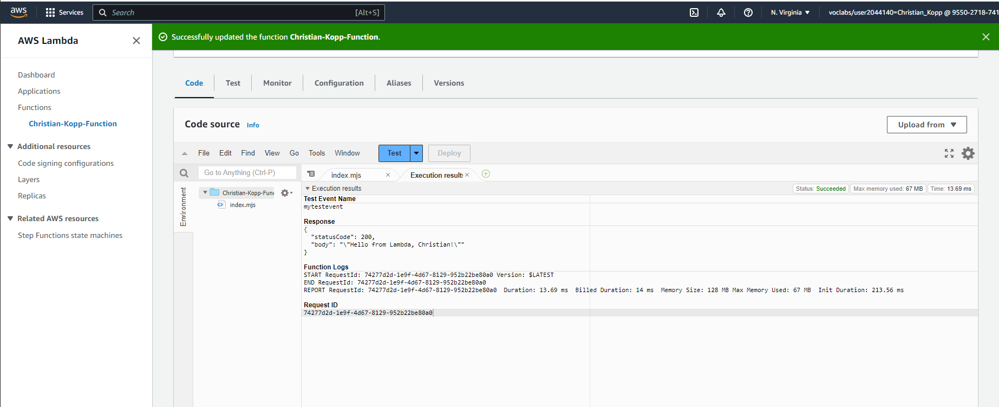 aws Services Search [Alt+S] N. Virginia voclabs/user2044140=Christian_Kopp @ 9550-2718-741
AWS Lambda
Successfully updated the function Christian-Kopp-Function.
Dashboard
Applications
Functions
Christian-Kopp-Function
Additional resources
Code signing configurations
Layers
Replicas
Related AWS resources
Step Functions state machines
Code Test Monitor Configuration Aliases Versions
Code source Info Upload from
File Edit Find View Go Tools Window Test Deploy
Go to Anything (Ctrl-P) index.mjs Execution results
Environment
Christian-Kopp-Func
index.mjs
Execution results Status: Succeeded Max memory used: 67 MB Time: 13.69 ms
Test Event Name
mytestevent
Response
{
"statusCode": 200,
"body": "\"Hello from Lambda, Christian!\""
}
Function Logs
START RequestId: 74277d2d-1e9f-4d67-8129-952b22be80a0 Version: $LATEST
END RequestId: 74277d2d-1e9f-4d67-8129-952b22be80a0
REPORT RequestId: 74277d2d-1e9f-4d67-8129-952b22be80a0 Duration: 13.69 ms Billed Duration: 14 ms Memory Size: 128 MB Max Memory Used: 67 MB Init Duration: 213.56 ms
Request ID
74277d2d-1e9f-4d67-8129-952b22be80a0